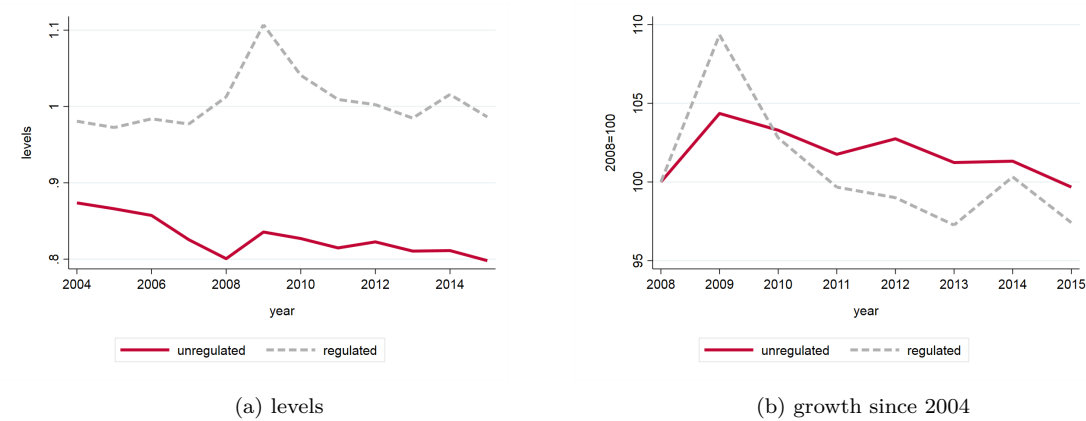 levels
1.1
1
.9
.8
2004 2006 2008 2010 2012 2014
year
unregulated regulated
(a) levels
2008=100
110
105
100
95
2008 2009 2010 2011 2012 2013 2014 2015
year
unregulated regulated
(b) growth since 2004